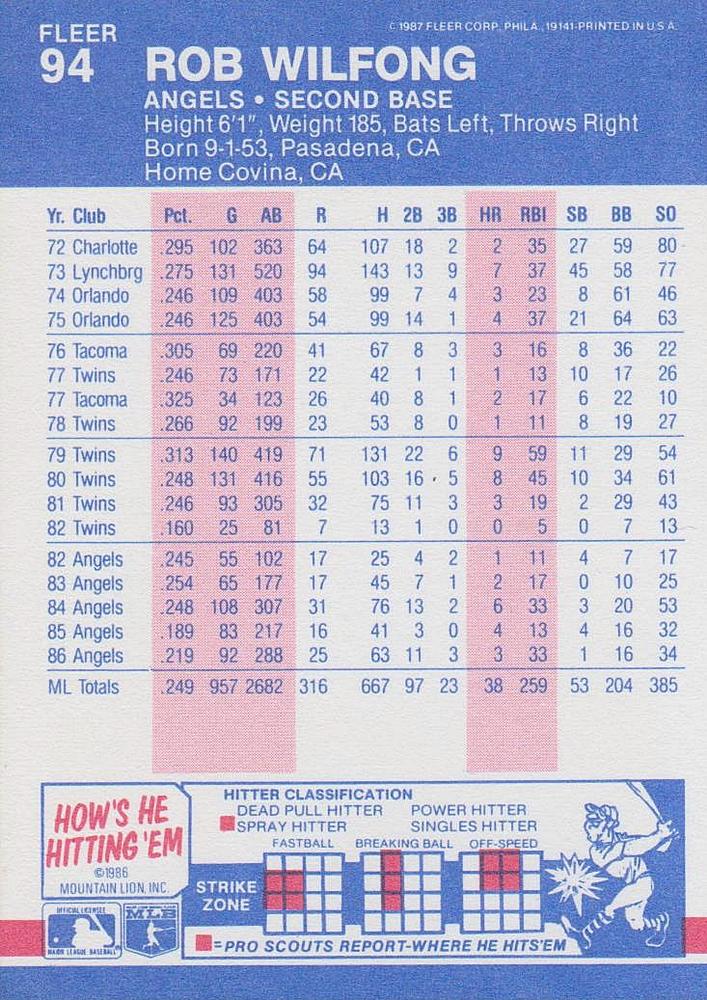 FLEER
© 1987 FLEER CORP. PHILA., 19141-PRINTED IN U.S.A.
94 ROB WILFONG
ANGELS • SECOND BASE
Height 6'1", Weight 185, Bats Left, Throws Right
Born 9-1-53, Pasadena, CA
Home Covina, CA
Yr. Club Pct. G AB R H 2B 3B HR RBI SB BB SO
72 Charlotte .295 102 363 64 107 18 2 2 35 27 59 80
73 Lynchbrg .275 131 520 94 143 13 9 7 37 45 58 77
74 Orlando .246 109 403 58 99 7 4 3 23 8 61 46
75 Orlando .246 125 403 54 99 14 1 4 37 21 64 63
76 Tacoma .305 69 220 41 67 8 3 3 16 8 36 22
77 Twins .246 73 171 22 42 1 1 1 13 10 17 26
77 Tacoma .325 34 123 26 40 8 1 2 17 6 22 10
78 Twins .266 92 199 23 53 8 0 1 11 8 19 27
79 Twins .313 140 419 71 131 22 6 9 59 11 29 54
80 Twins .248 131 416 55 103 16 5 8 45 10 34 61
81 Twins .246 93 305 32 75 11 3 3 19 2 29 43
82 Twins .160 25 81 7 13 1 0 0 5 0 7 13
82 Angels .245 55 102 17 25 4 2 1 11 4 7 17
83 Angels .254 65 177 17 45 7 1 2 17 0 10 25
84 Angels .248 108 307 31 76 13 2 6 33 3 20 53
85 Angels .189 83 217 16 41 3 0 4 13 4 16 32
86 Angels .219 92 288 25 63 11 3 3 33 1 16 34
ML Totals .249 957 2682 316 667 97 23 38 259 53 204 385
HOW'S HE
HITTING 'EM
©1986
MOUNTAIN LION, INC.
OFFICIAL LICENSEE
MAJOR LEAGUE BASEBALL
MLB
HITTER CLASSIFICATION
DEAD PULL HITTER POWER HITTER
SPRAY HITTER SINGLES HITTER
FASTBALL BREAKING BALL OFF-SPEED
STRIKE
ZONE
=PRO SCOUTS REPORT-WHERE HE HITS'EM